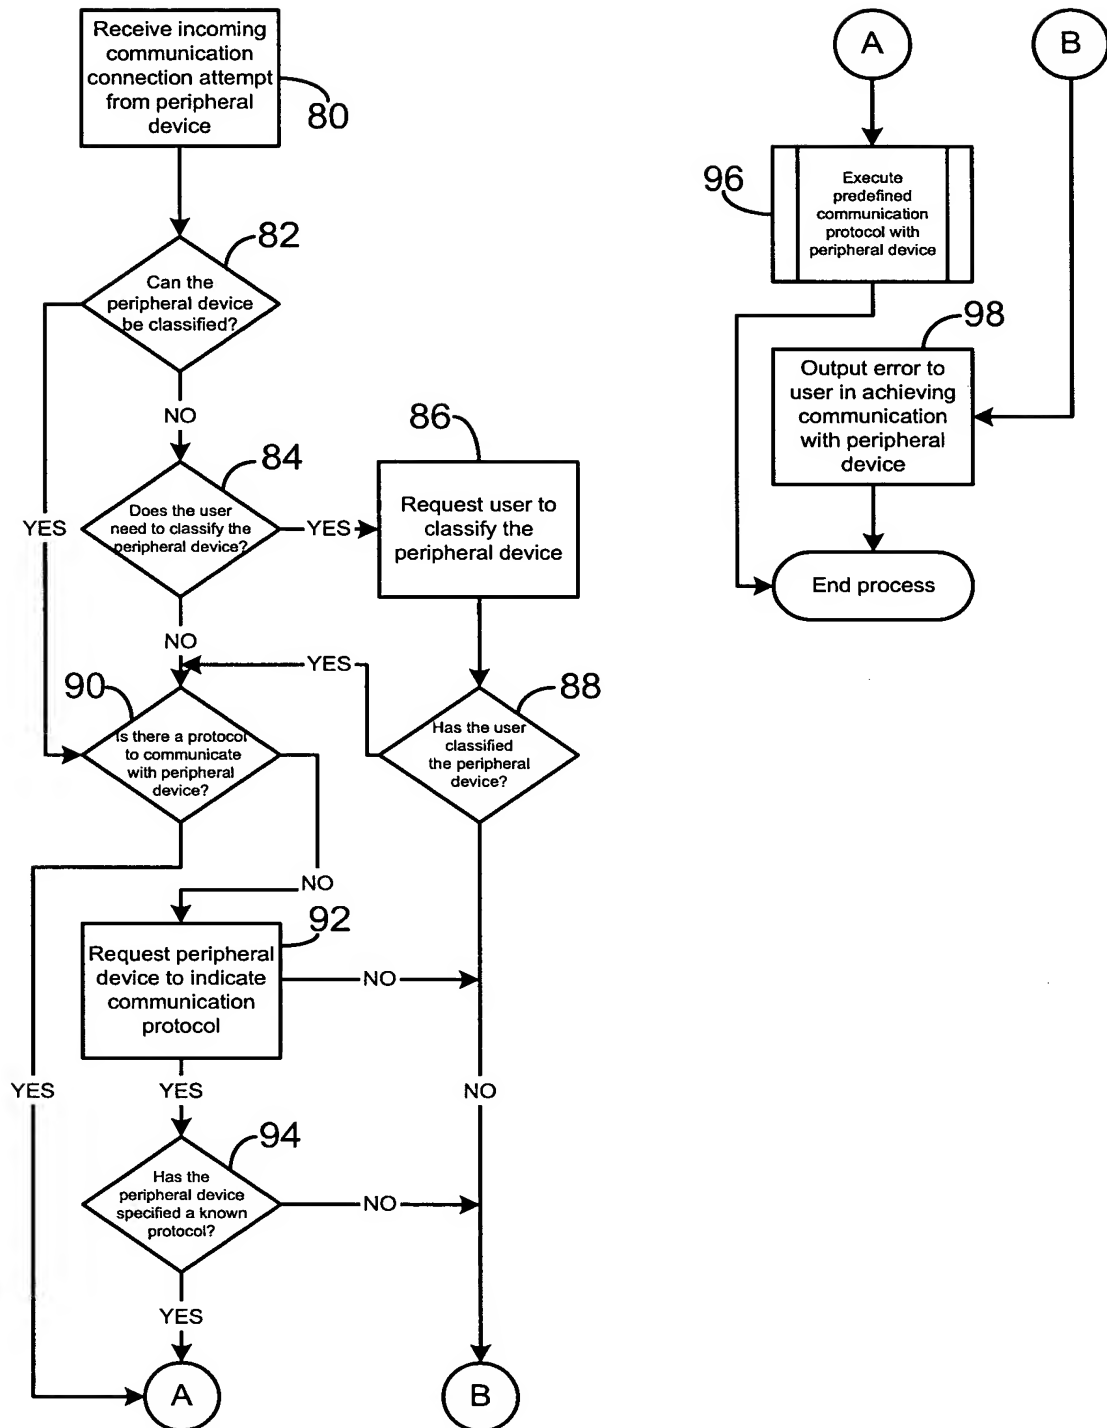 Receive incoming
communication
connection attempt
from peripheral
device
80
82
Can the
peripheral device
be classified?
NO
YES
84
Does the user
need to classify the
peripheral device?
YES
86
Request user to
classify the
peripheral device
NO
YES
88
Has the user
classified
the peripheral
device?
90
Is there a protocol
to communicate
with peripheral
device?
NO
92
Request peripheral
device to indicate
communication
protocol
NO
YES
YES
NO
94
Has the
peripheral device
specified a known
protocol?
NO
YES
A
B
A
B
96
Execute
predefined
communication
protocol with
peripheral device
98
Output error to
user in achieving
communication
with peripheral
device
End process